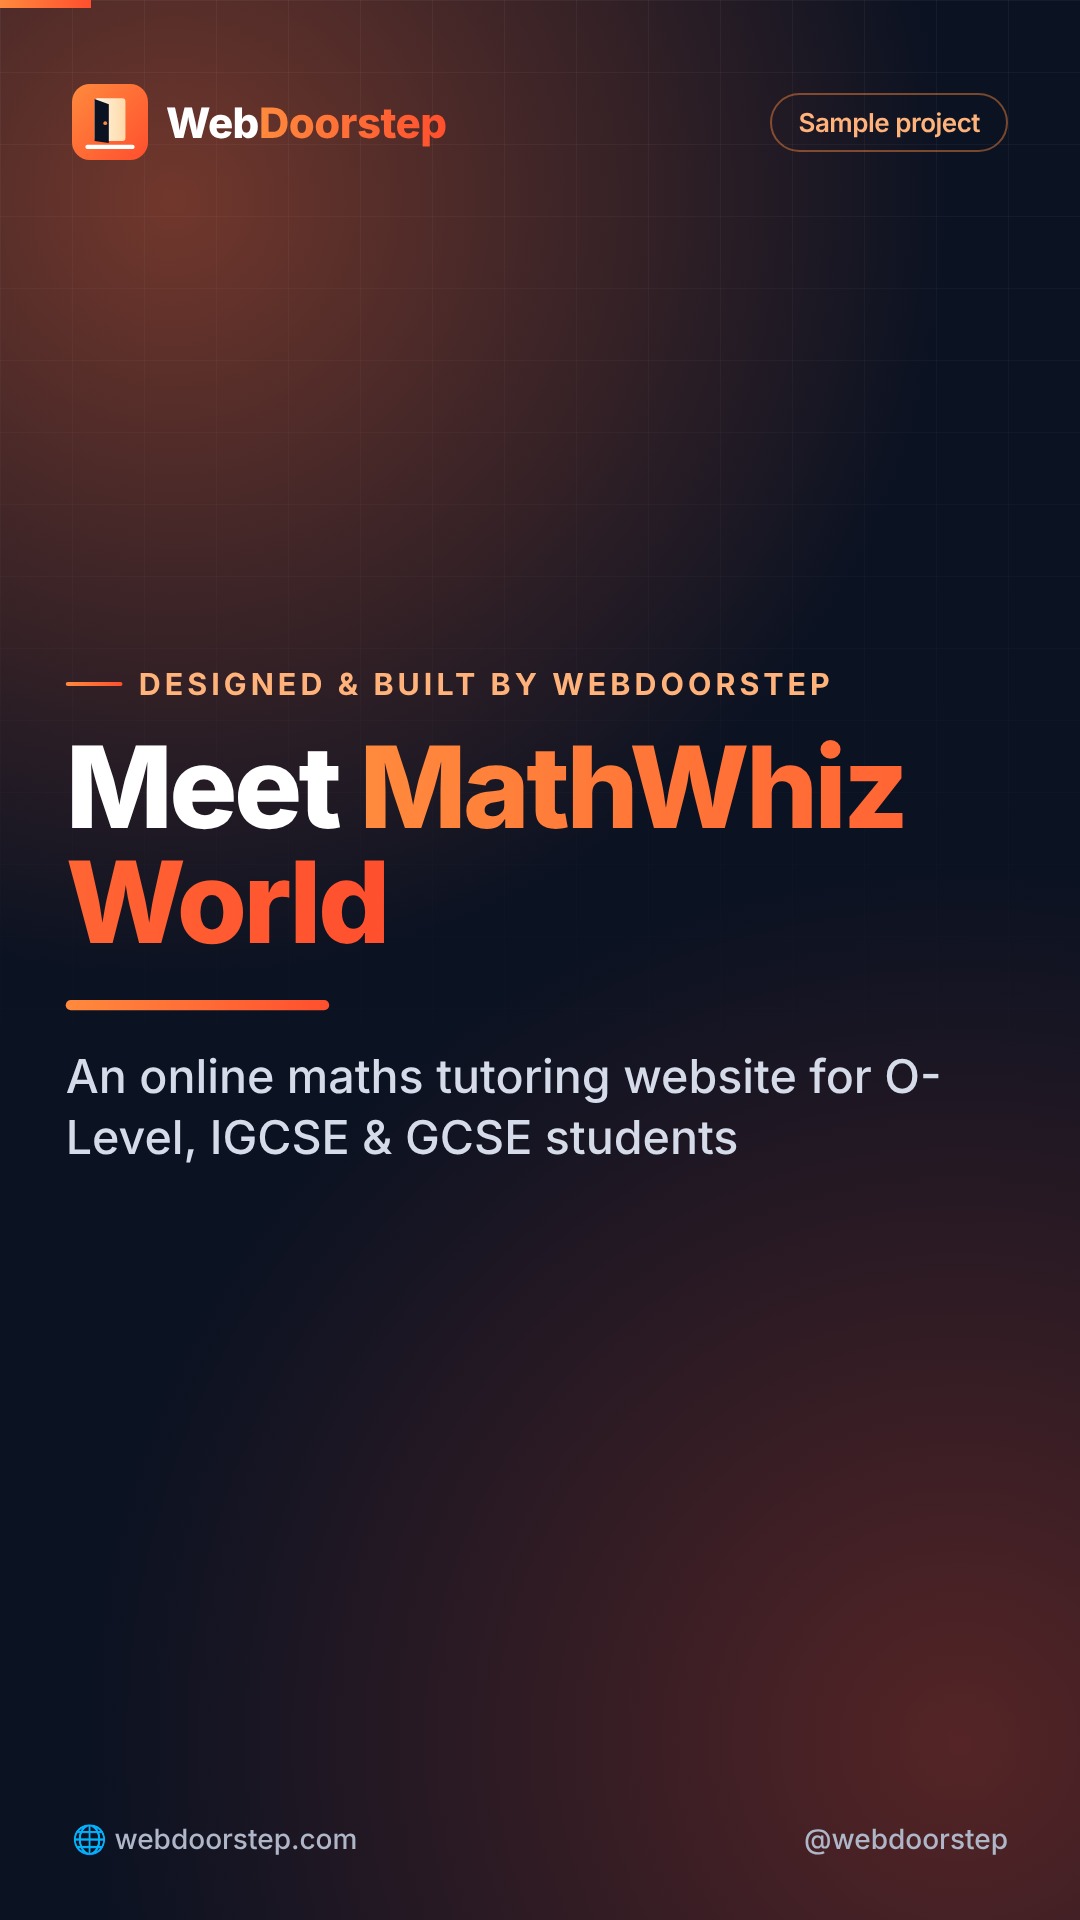 WebDoorstep
Sample project
DESIGNED & BUILT BY WEBDOORSTEP
Meet MathWhiz
World
An online maths tutoring website for O-
Level, IGCSE & GCSE students
webdoorstep.com
@webdoorstep